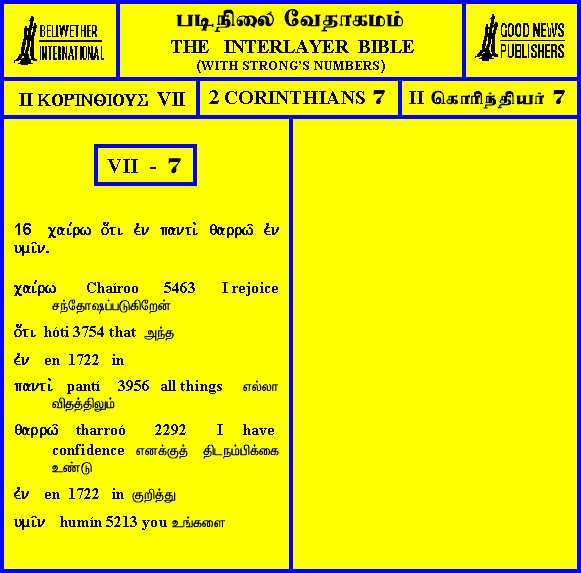 BELLWETHER
INTERNATIONAL
படிநிலை வேதாகமம்
THE INTERLAYER BIBLE
(WITH STRONG'S NUMBERS)
GOOD NEWS
PUBLISHERS
II ΚΟΡΙΝΘΙΟΥΣ VII
2 CORINTHIANS 7
II கொரிந்தியர் 7
VII - 7
16 χαίρω ὅτι ἐν παντὶ θαρρῶ ἐν
υμῖν.
χαίρω Chaíroo 5463 I rejoice
சந்தோஷப்படுகிறேன்
ὅτι hóti 3754 that அந்த
ἐν en 1722 in
παντὶ pantí 3956 all things எல்லா
விதத்திலும்
θαρρῶ tharroó 2292 I have
confidence எனக்குத் திடநம்பிக்கை
உண்டு
ἐν en 1722 in குறித்து
υμῖν humín 5213 you உங்களை